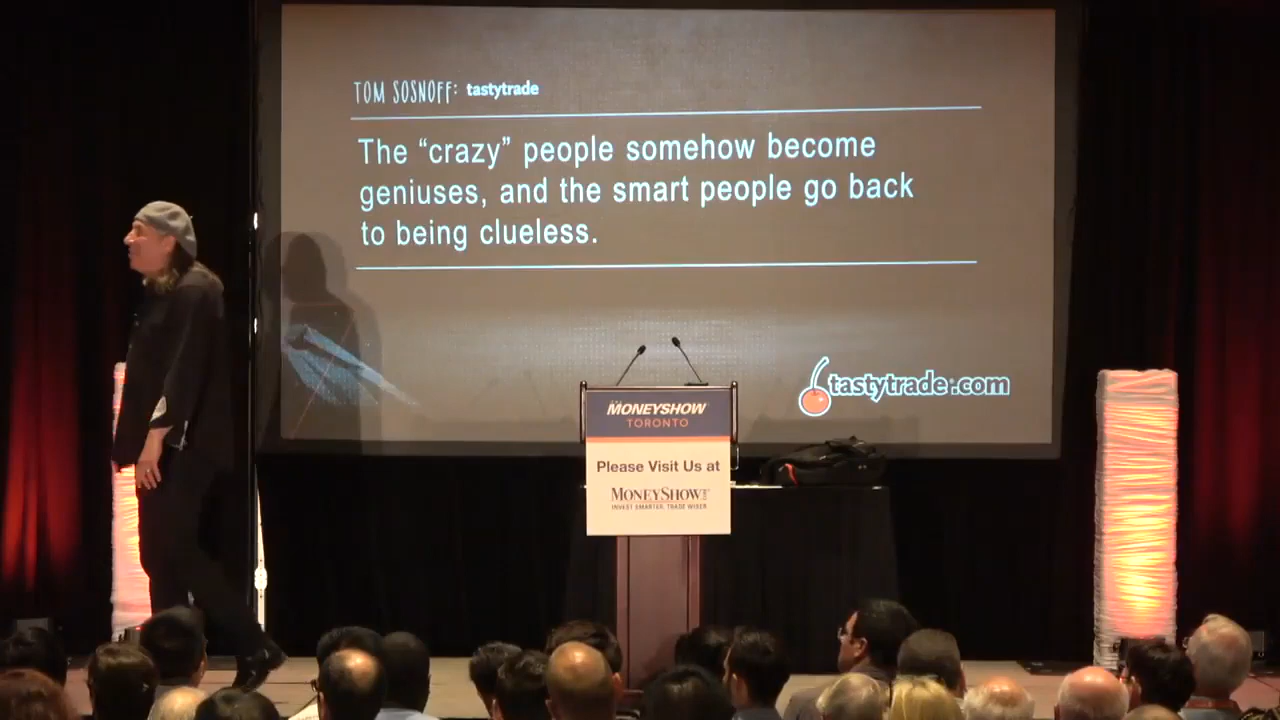 TOM SOSNOFF: tastytrade
The “crazy” people somehow become
geniuses, and the smart people go back
to being clueless.
tastytrade.com
MONEYSHOW
TORONTO
Please Visit Us at
MONEYSHOW
INVEST SMARTER, TRADE WISER